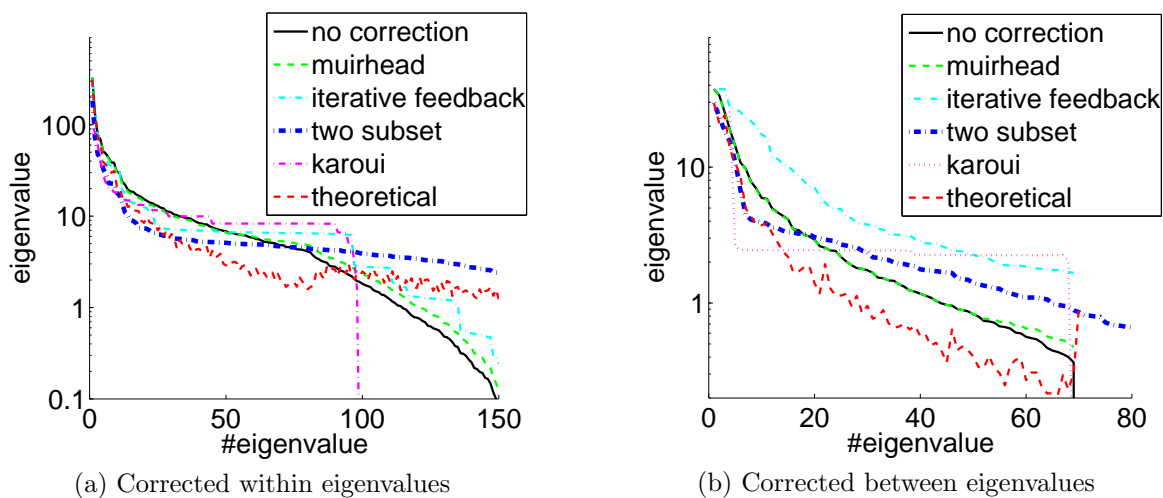 no correction
muirhead
iterative feedback
two subset
karoui
theoretical
100
10
1
0.1
eigenvalue
0 50 100 150
#eigenvalue
(a) Corrected within eigenvalues
no correction
muirhead
iterative feedback
two subset
karoui
theoretical
10
1
eigenvalue
0 20 40 60 80
#eigenvalue
(b) Corrected between eigenvalues